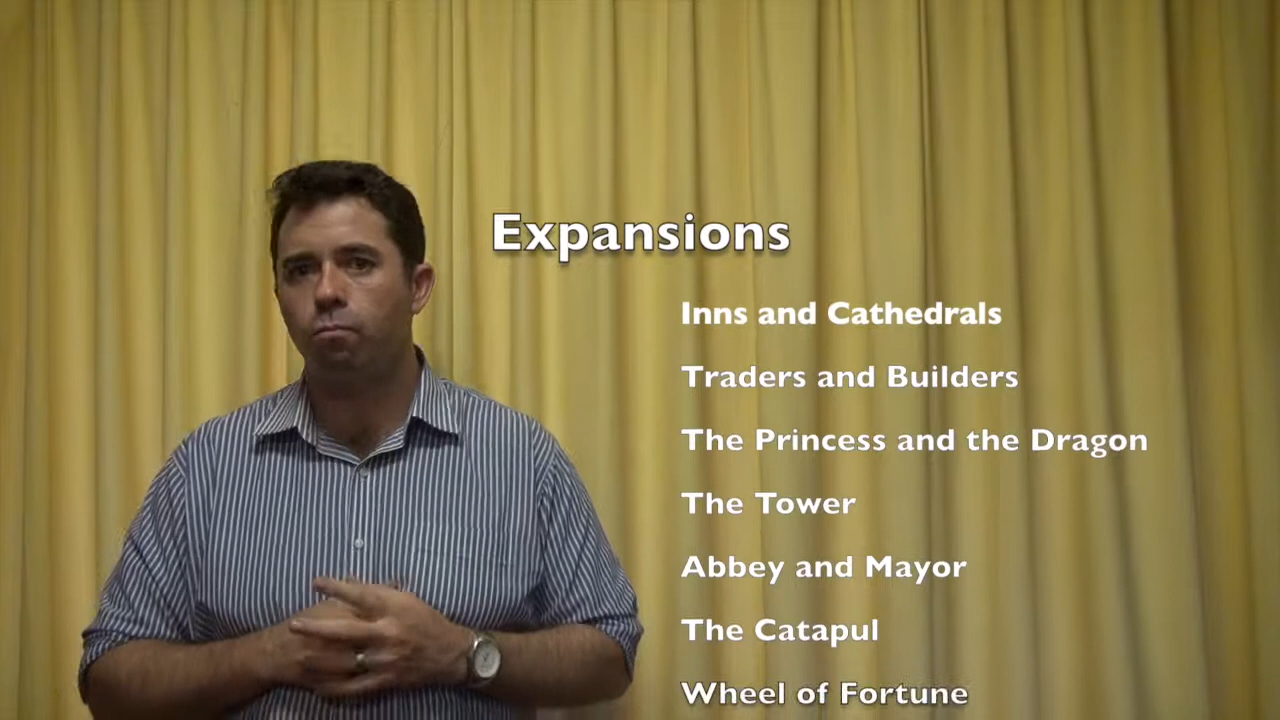 Expansions
Inns and Cathedrals
Traders and Builders
The Princess and the Dragon
The Tower
Abbey and Mayor
The Catapul
Wheel of Fortune